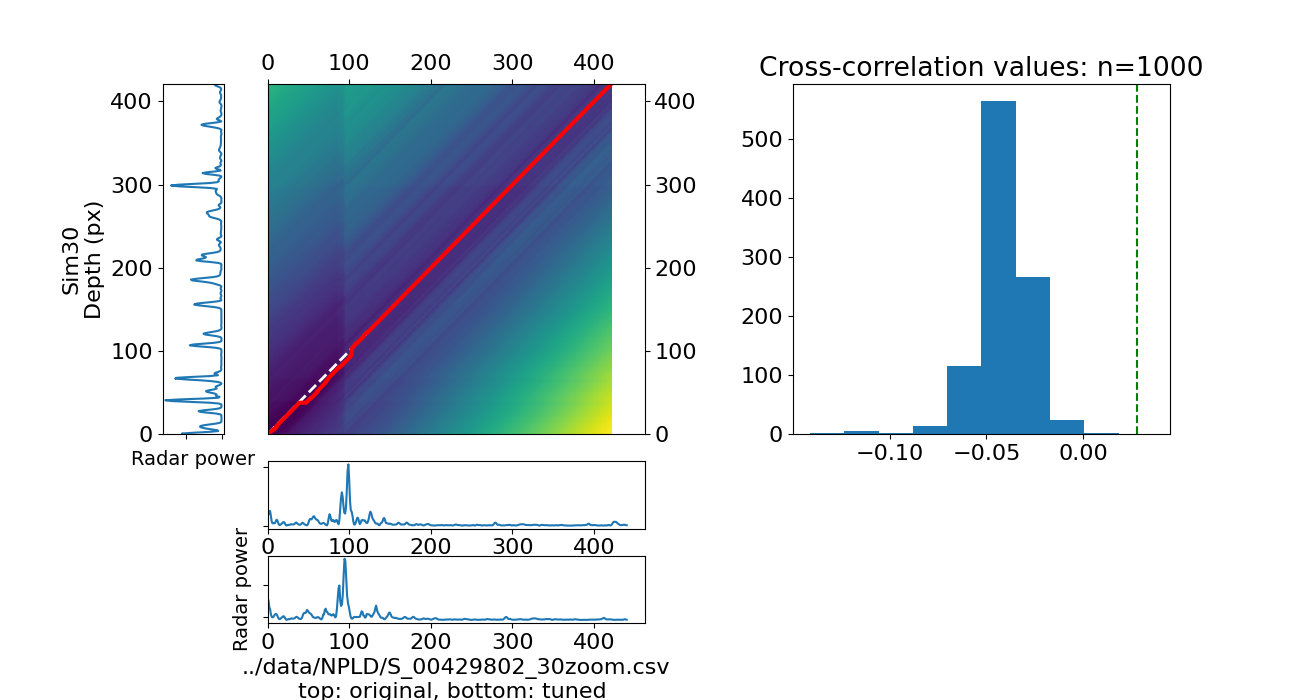 0 100 200 300 400
Cross-correlation values: n=1000
400
300
200
100
0
Sim30
Depth (px)
400
300
200
100
0
500
400
300
200
100
0
−0.10 −0.05 0.00
Radar power
0 100 200 300 400
Radar power
0 100 200 300 400
../data/NPLD/S_00429802_30zoom.csv
top: original, bottom: tuned